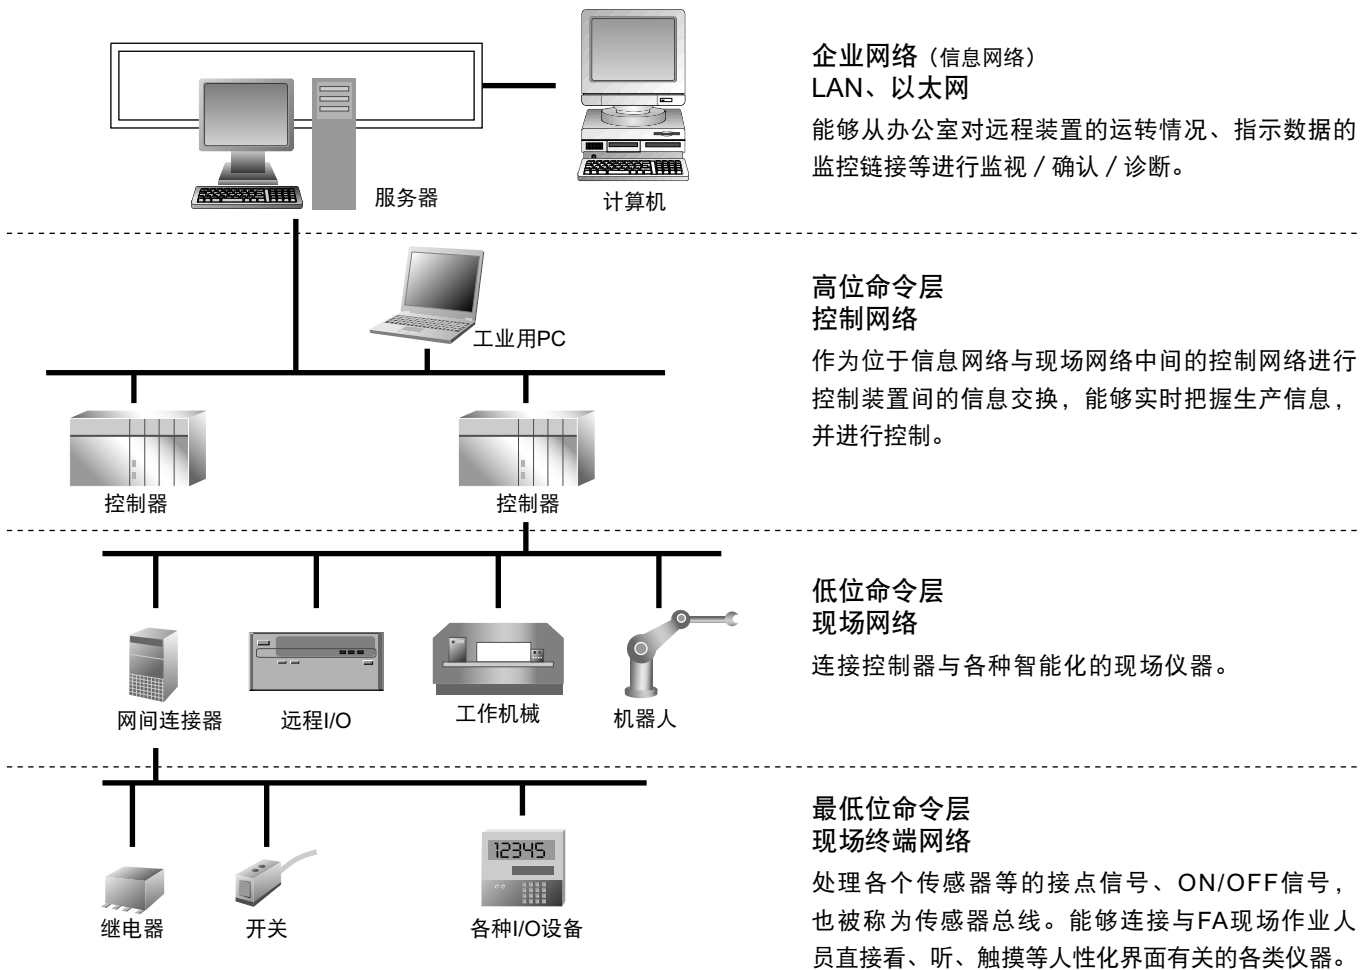 企业网络（信息网络）
LAN、以太网
能够从办公室对远程装置的运转情况、指示数据的
监控链接等进行监视 / 确认 / 诊断。
服务器
计算机
高位命令层
控制网络
工业用PC
作为位于信息网络与现场网络中间的控制网络进行
控制装置间的信息交换，能够实时把握生产信息，
并进行控制。
控制器
控制器
低位命令层
现场网络
连接控制器与各种智能化的现场仪器。
网间连接器
远程I/O
工作机械
机器人
最低位命令层
现场终端网络
12345
处理各个传感器等的接点信号、ON/OFF信号，
也被称为传感器总线。能够连接与FA现场作业人
员直接看、听、触摸等人性化界面有关的各类仪器。
继电器
开关
各种I/O设备